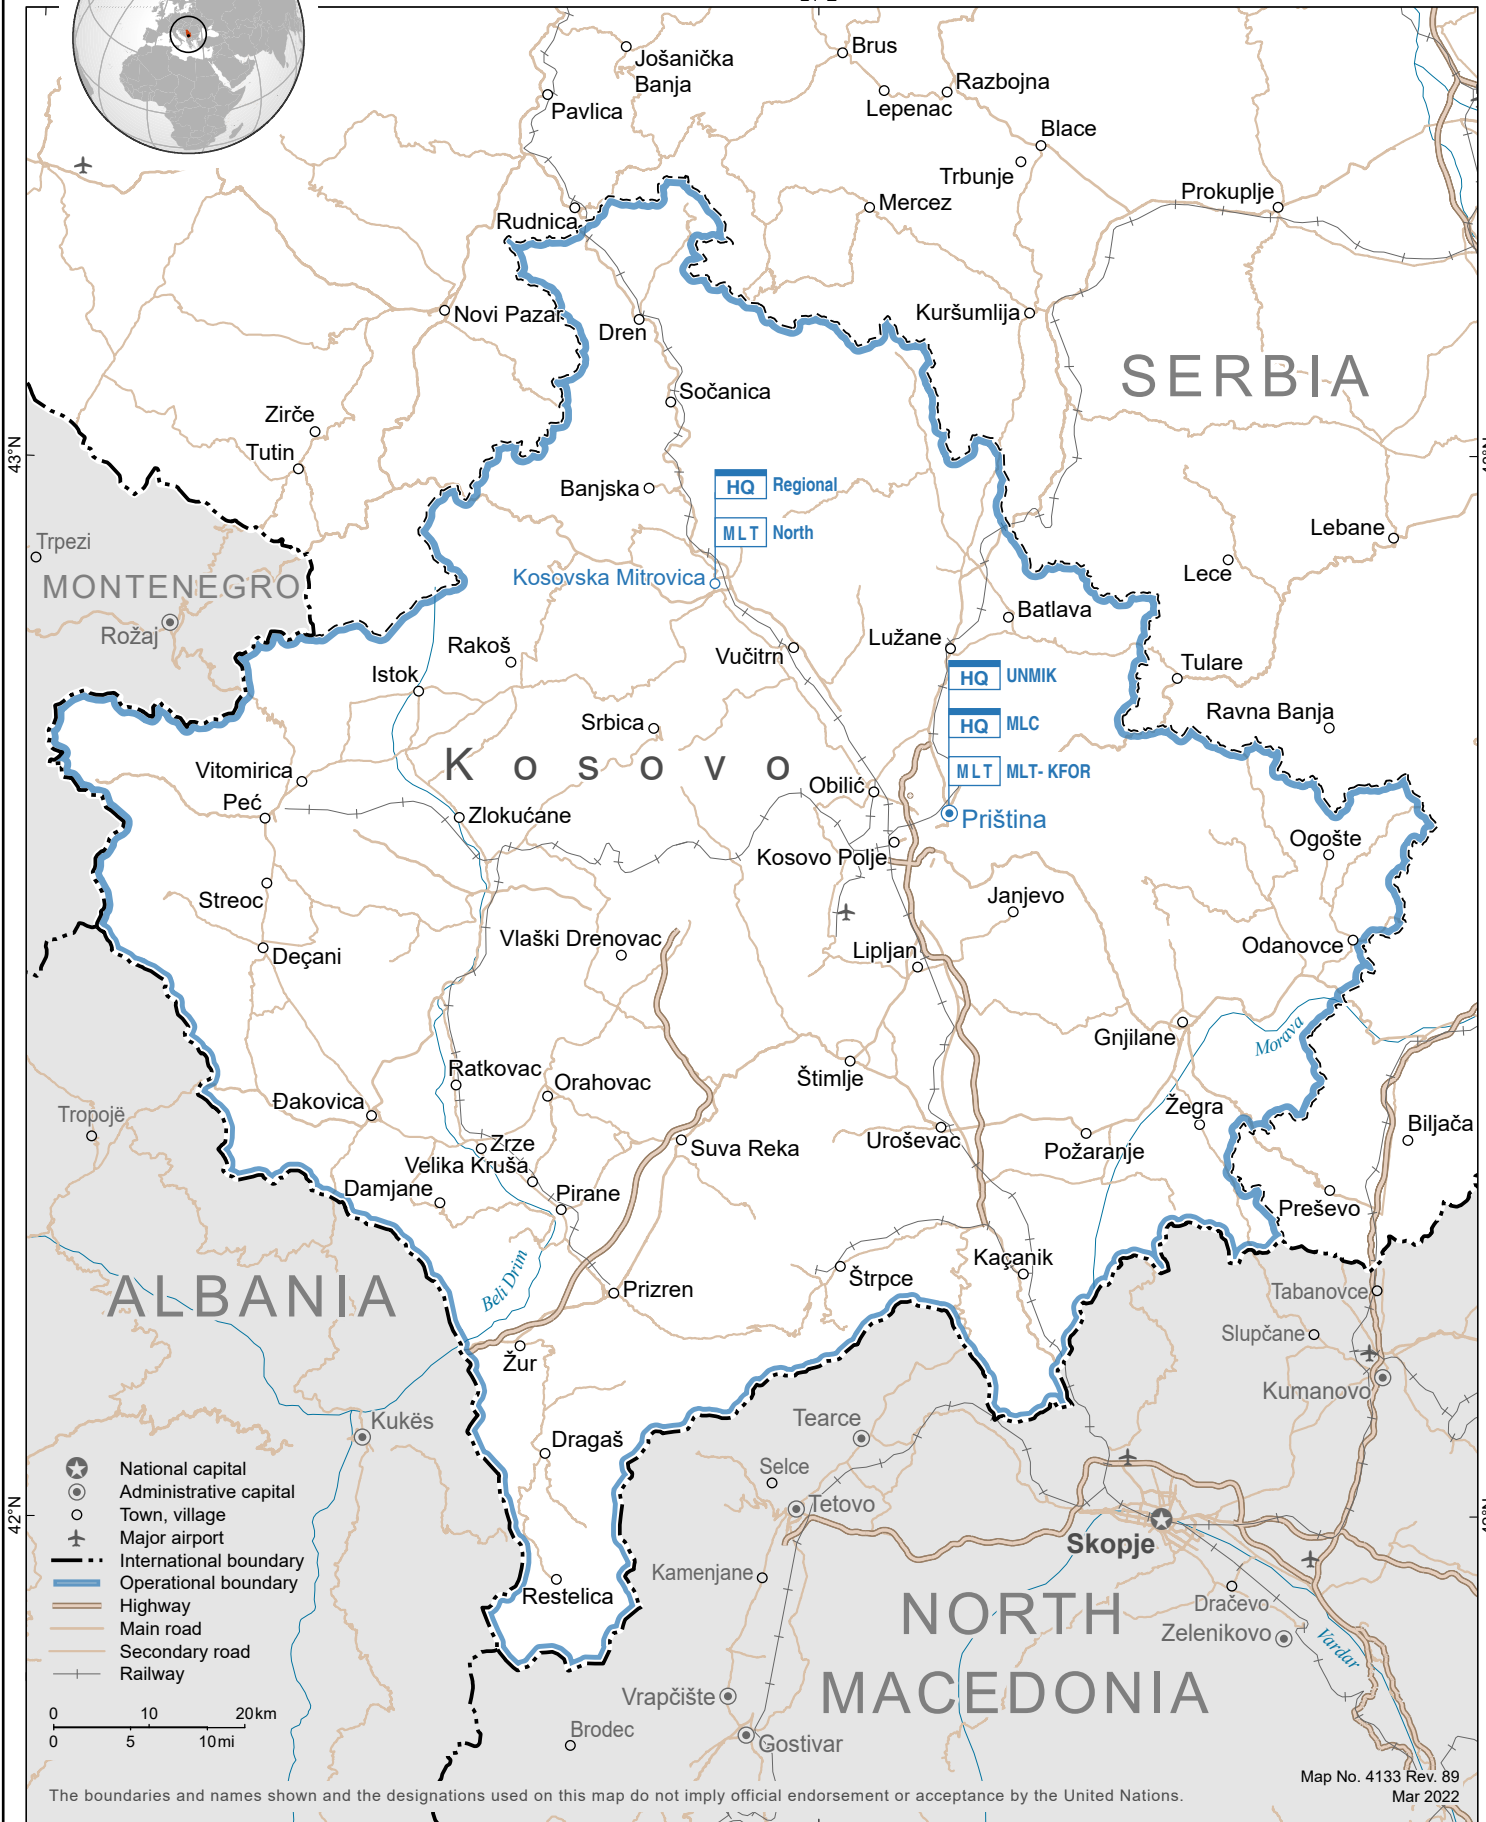 Jošanička
Banja
Brus
Razbojna
Lepenac
Pavlica
Blace
Trbunje
Prokuplje
Mercez
Rudnica
Novi Pazar
Dren
Kuršumlija
SERBIA
Sočanica
Zirče
Tutin
43°N
Banjska
HQ Regional
MLT North
Lebane
Trpezi
Lece
MONTENEGRO
Kosovska Mitrovica
Batlava
Rožaj
Rakoš
Vučitrn
Lužane
Istok
Tulare
HQ UNMIK
Srbica
Ravna Banja
HQ MLC
Kosovo
Vitomirica
MLT MLT- KFOR
Obilić
Peć
Zlokućane
Priština
Ogošte
Kosovo Polje
Streoc
Janjevo
Vlaški Drenovac
Odanovce
Deçani
Lipljan
Gnjilane
Morava
Ratkovac
Orahovac
Štimlje
Đakovica
Tropojë
Žegra
Biljača
Zrze
Suva Reka
Uroševac
Požaranje
Velika Kruša
Damjane
Pirane
Preševo
Kaçanik
Štrpce
Beli Drim
ALBANIA
Prizren
Tabanovce
Slupčane
Žur
Kumanovo
Kukës
Tearce
Dragaš
Selce
Tetovo
42°N
Skopje
Kamenjane
Restelica
Dračevo
NORTH
MACEDONIA
Zelenikovo
Vardar
Vrapčište
Brodec
Gostivar
National capital
Administrative capital
Town, village
Major airport
International boundary
Operational boundary
Highway
Main road
Secondary road
Railway
0 10 20 km
0 5 10 mi
Map No. 4133 Rev. 89
Mar 2022
The boundaries and names shown and the designations used on this map do not imply official endorsement or acceptance by the United Nations.